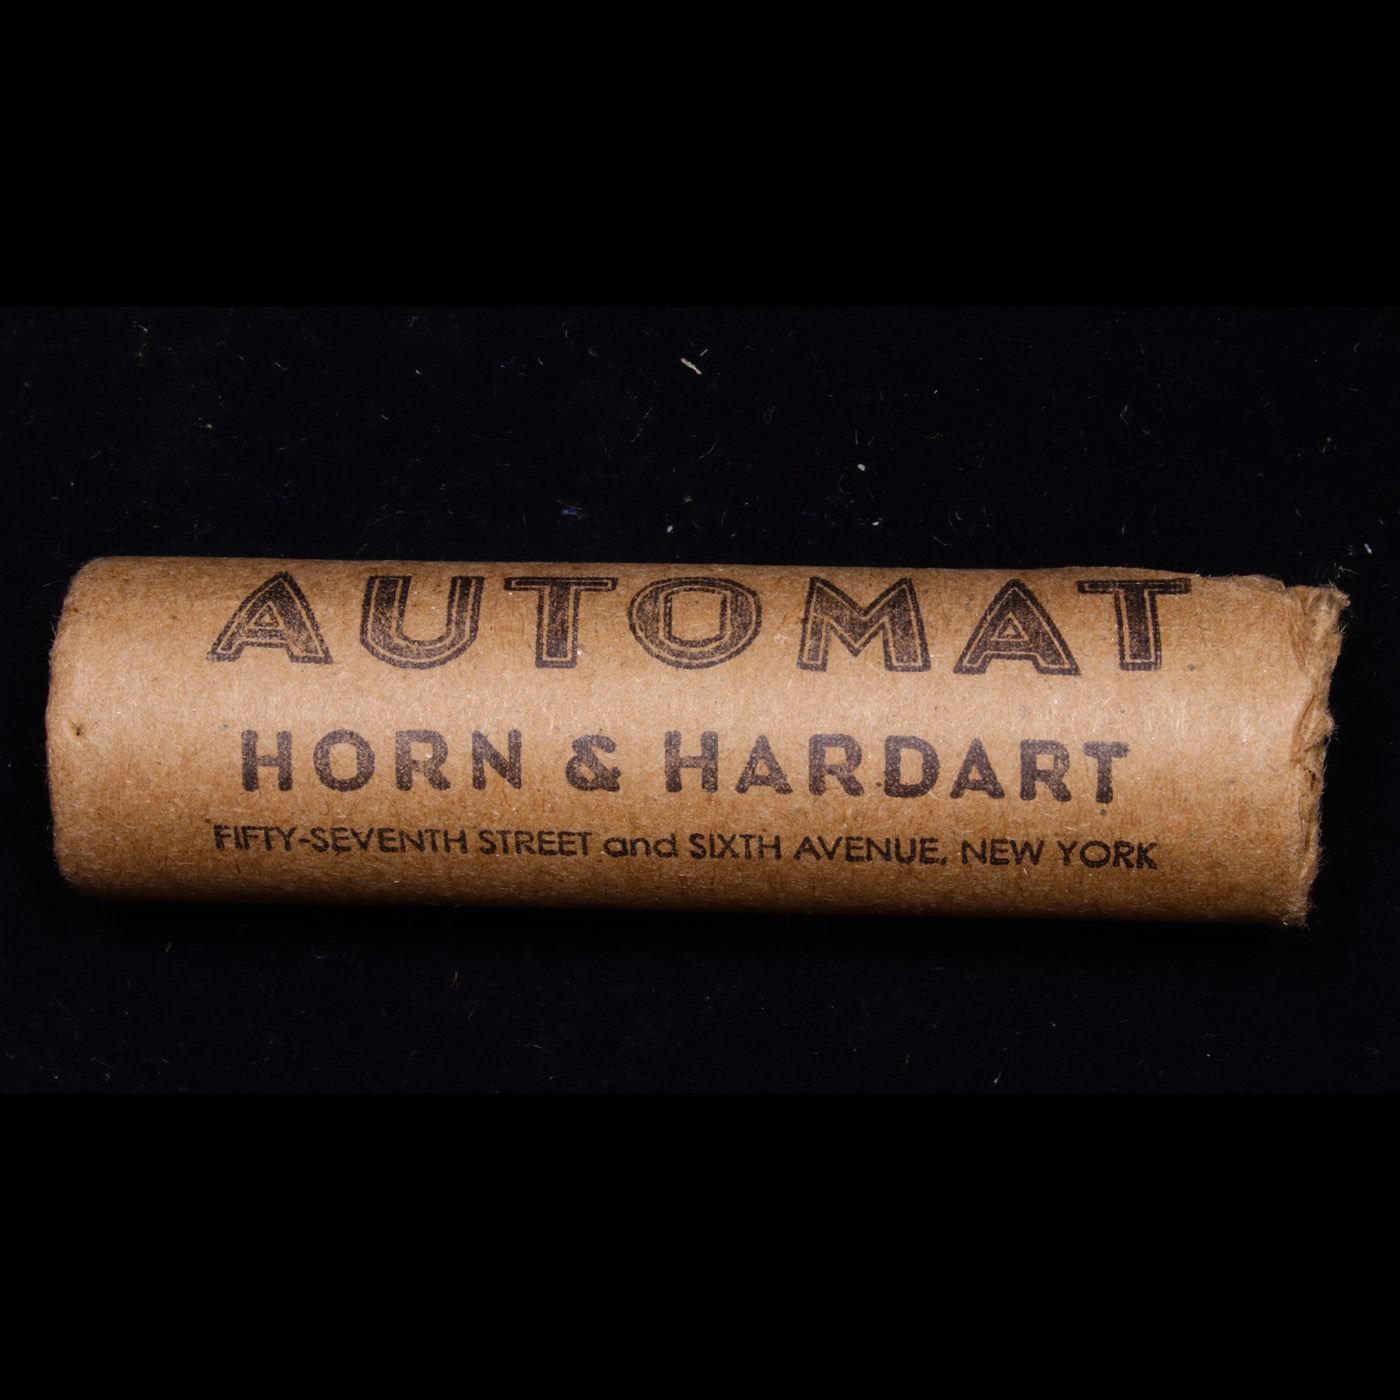 AUTOMAT
HORN & HARDART
FIFTY-SEVENTH STREET and SIXTH AVENUE, NEW YORK